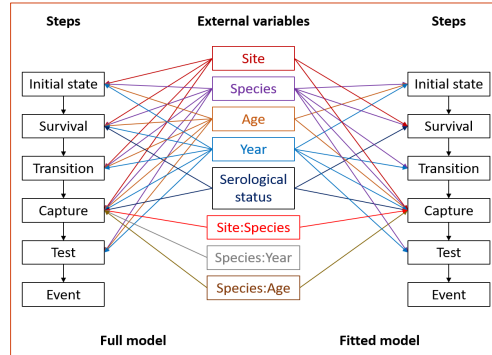 Steps
External variables
Steps
Site
Initial state
Species
Initial state
Survival
Age
Survival
Year
Transition
Serological
status
Transition
Capture
Site:Species
Capture
Test
Species:Year
Test
Event
Species:Age
Event
Full model
Fitted model